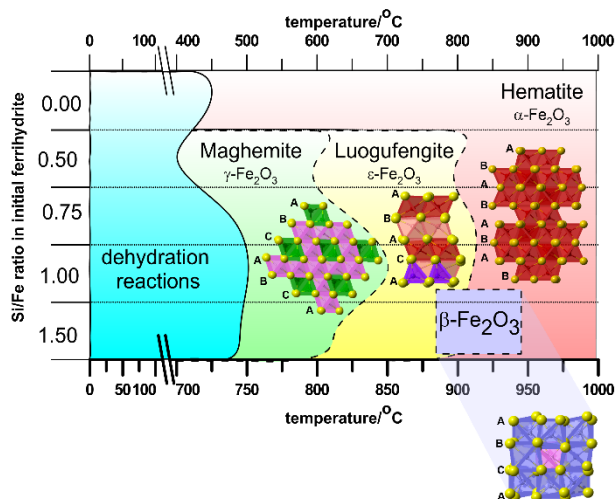 temperature/°C
0 100 400 500 600 700 800 900 1000
Si/Fe ratio in initial ferrihydrite
0.00
0.50
0.75
1.00
1.50
dehydration
reactions
Maghemite
γ-Fe₂O₃
A
B
C
A
B
C
A
Luogufengite
ε-Fe₂O₃
A
B
A
C
A
Hematite
α-Fe₂O₃
A
B
A
B
A
B
A
B
β-Fe₂O₃
0 50 100 700 750 800 850 900 950 1000
temperature/°C
A
B
C
A